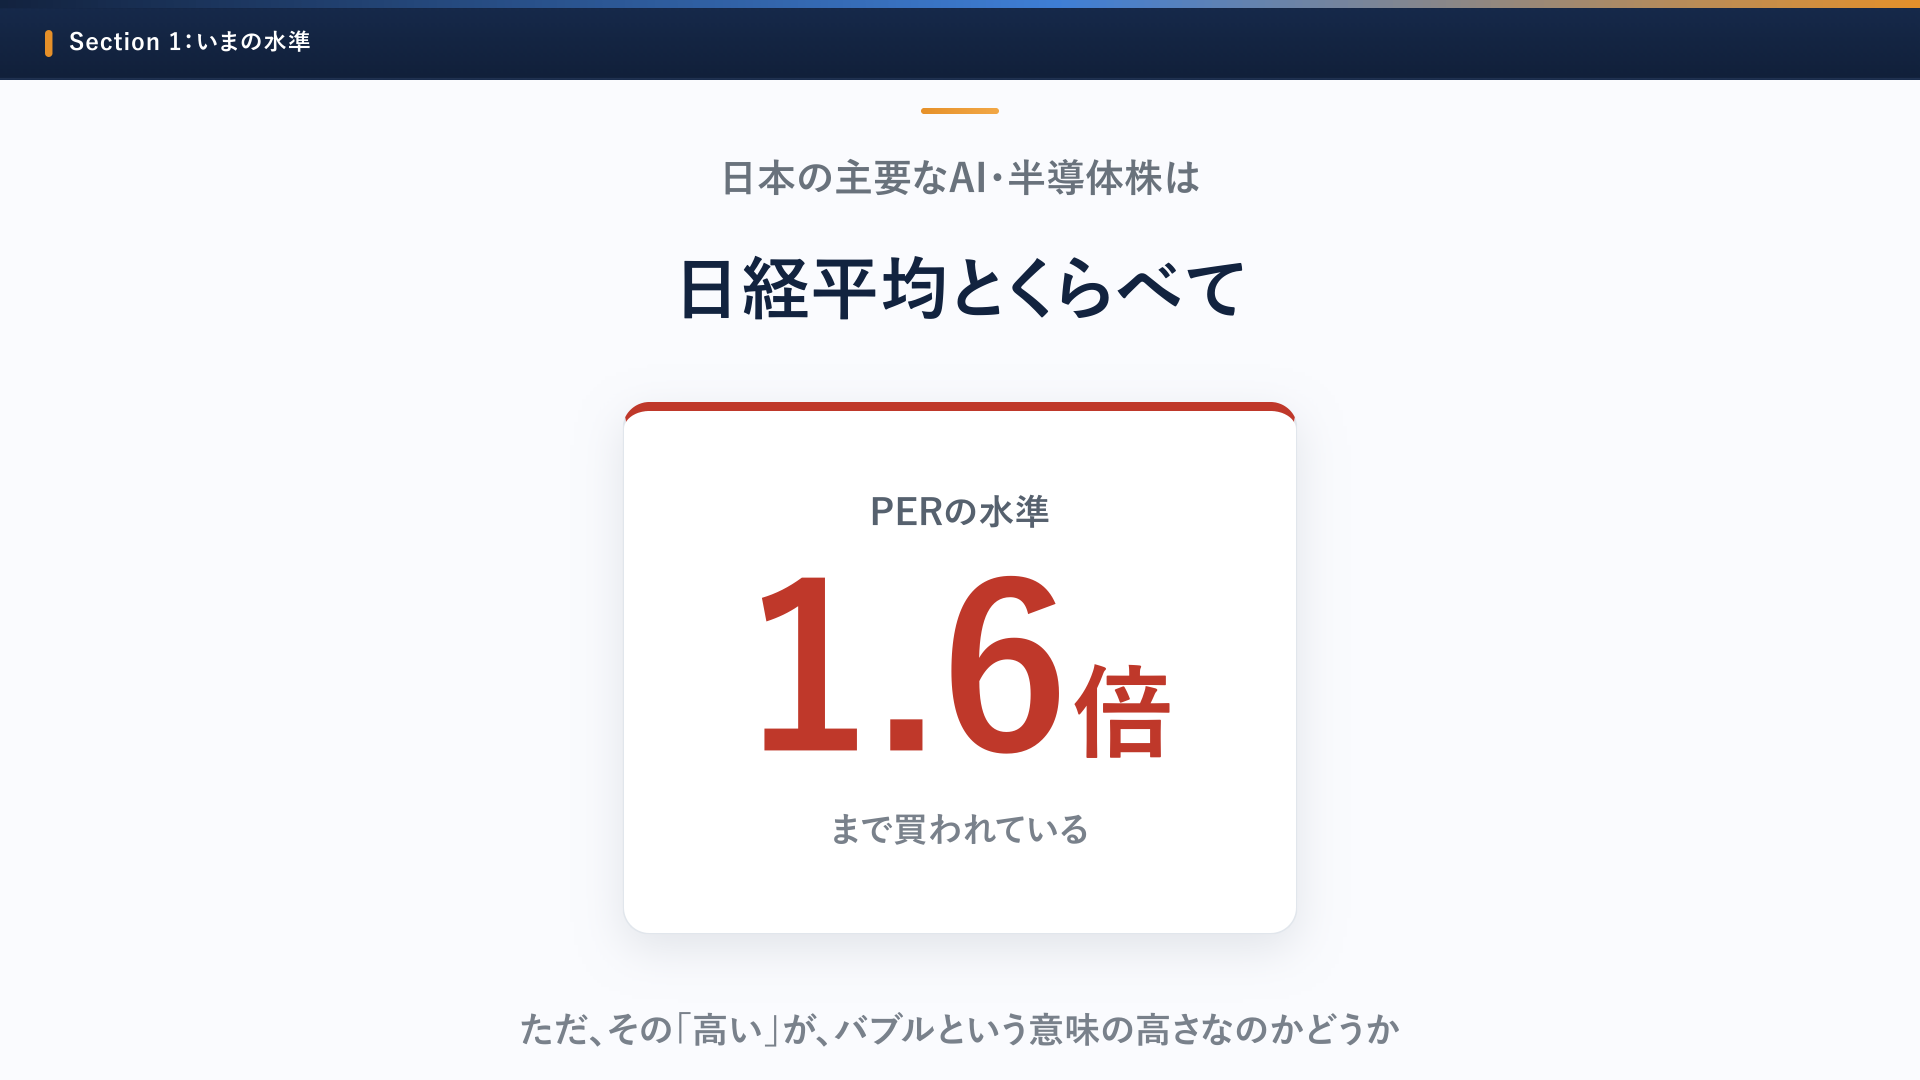 Section 1：いまの水準
日本の主要なAI・半導体株は
日経平均とくらべて
PERの水準
1.6倍
まで買われている
ただ、その「高い」が、バブルという意味の高さなのかどうか